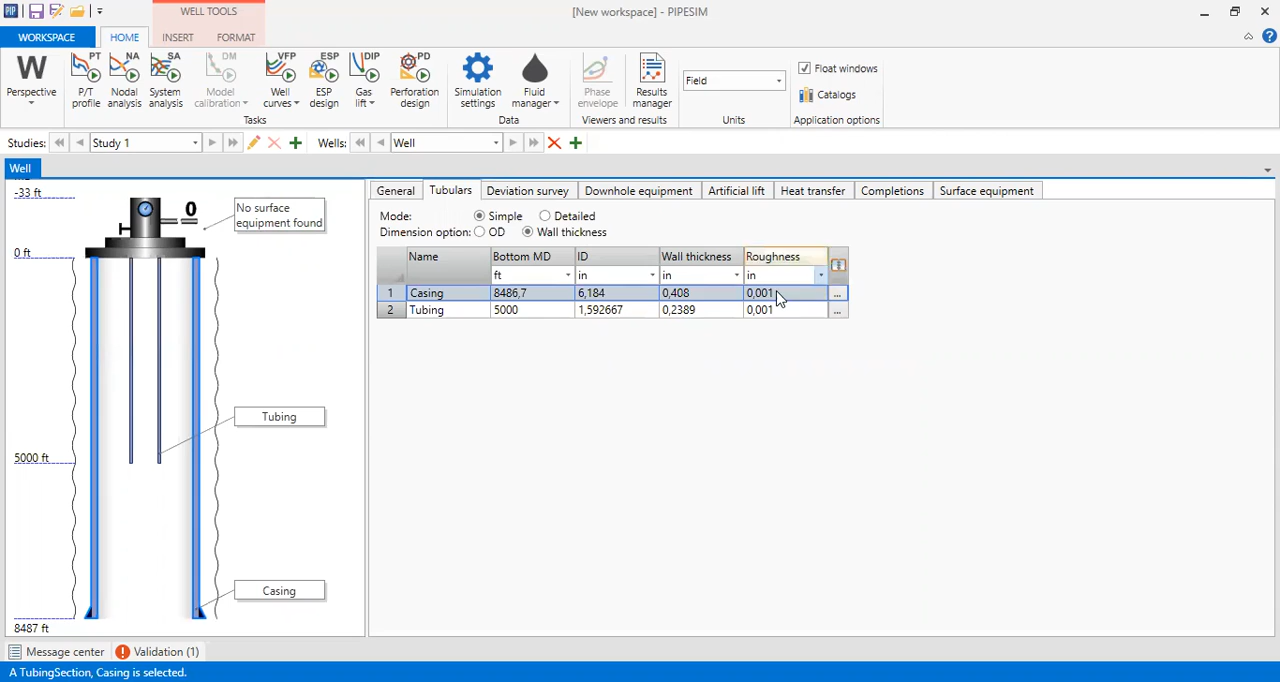 PIP
WELL TOOLS
[New workspace] - PIPESIM
WORKSPACE HOME INSERT FORMAT
Perspective
PT P/T profile
NA Nodal analysis
SA System analysis
DM Model calibration
VFP Well curves
ESP ESP design
DIP Gas lift
PD Perforation design
Tasks
Simulation settings
Fluid manager
Data
Phase envelope
Results manager
Viewers and results
Field
Units
Float windows
Catalogs
Application options
Studies: Study 1 Wells: Well
Well
-33 ft
0
No surface
equipment found
0 ft
Tubing
5000 ft
Casing
8487 ft
General Tubulars Deviation survey Downhole equipment Artificial lift Heat transfer Completions Surface equipment
Mode: Simple Detailed
Dimension option: OD Wall thickness
Name Bottom MD ID Wall thickness Roughness
ft in in in
1 Casing 8486,7 6,184 0,408 0,001 ...
2 Tubing 5000 1,592667 0,2389 0,001 ...
Message center Validation (1)
A TubingSection, Casing is selected.